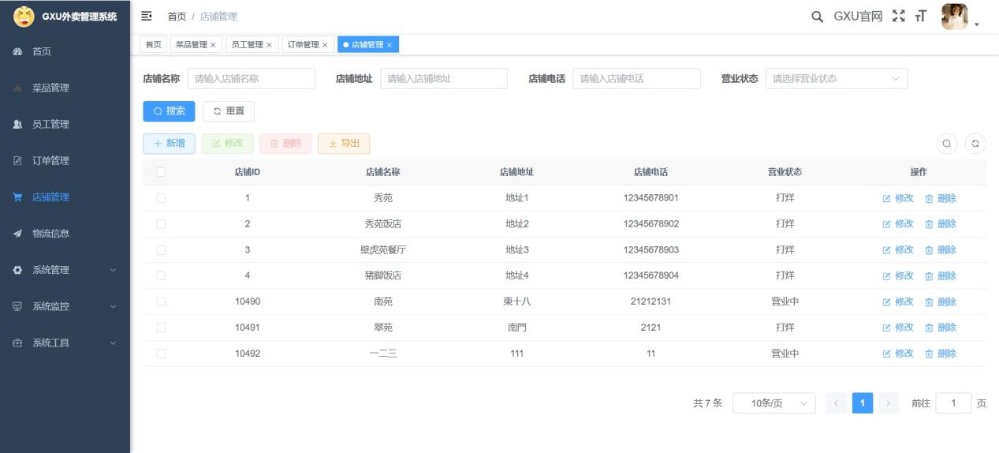 GXU外卖管理系统
首页 / 店铺管理
GXU官网
首页
菜品管理
员工管理
订单管理
店铺管理
物流信息
系统管理
系统监控
系统工具
首页 菜品管理 × 员工管理 × 订单管理 × 店铺管理 ×
店铺名称 请输入店铺名称 店铺地址 请输入店铺地址 店铺电话 请输入店铺电话 营业状态 请选择营业状态
搜索 重置
新增 修改 删除 导出
店铺ID 店铺名称 店铺地址 店铺电话 营业状态 操作
1 秀苑 地址1 12345678901 打烊 修改 删除
2 秀苑饭店 地址2 12345678902 打烊 修改 删除
3 壁虎苑餐厅 地址3 12345678903 打烊 修改 删除
4 猪脚饭店 地址4 12345678904 打烊 修改 删除
10490 南苑 東十八 21212131 营业中 修改 删除
10491 翠苑 南門 2121 打烊 修改 删除
10492 一二三 111 11 营业中 修改 删除
共 7 条 10条/页 1 前往 1 页